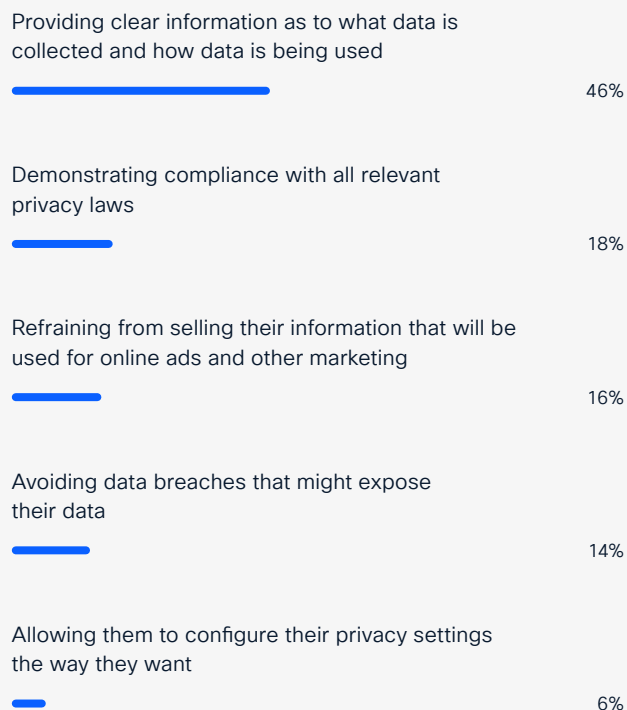 Providing clear information as to what data is
collected and how data is being used
46%
Demonstrating compliance with all relevant
privacy laws
18%
Refraining from selling their information that will be
used for online ads and other marketing
16%
Avoiding data breaches that might expose
their data
14%
Allowing them to configure their privacy settings
the way they want
6%